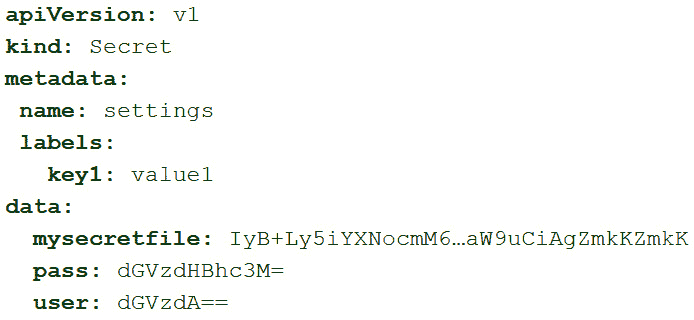 apiVersion: v1
kind: Secret
metadata:
 name: settings
 labels:
   key1: value1
data:
  mysecretfile: IyB+Ly5iYXNocmM6…aW9uCiAgZmkKZmkK
  pass: dGVzdHBhc3M=
  user: dGVzdA==